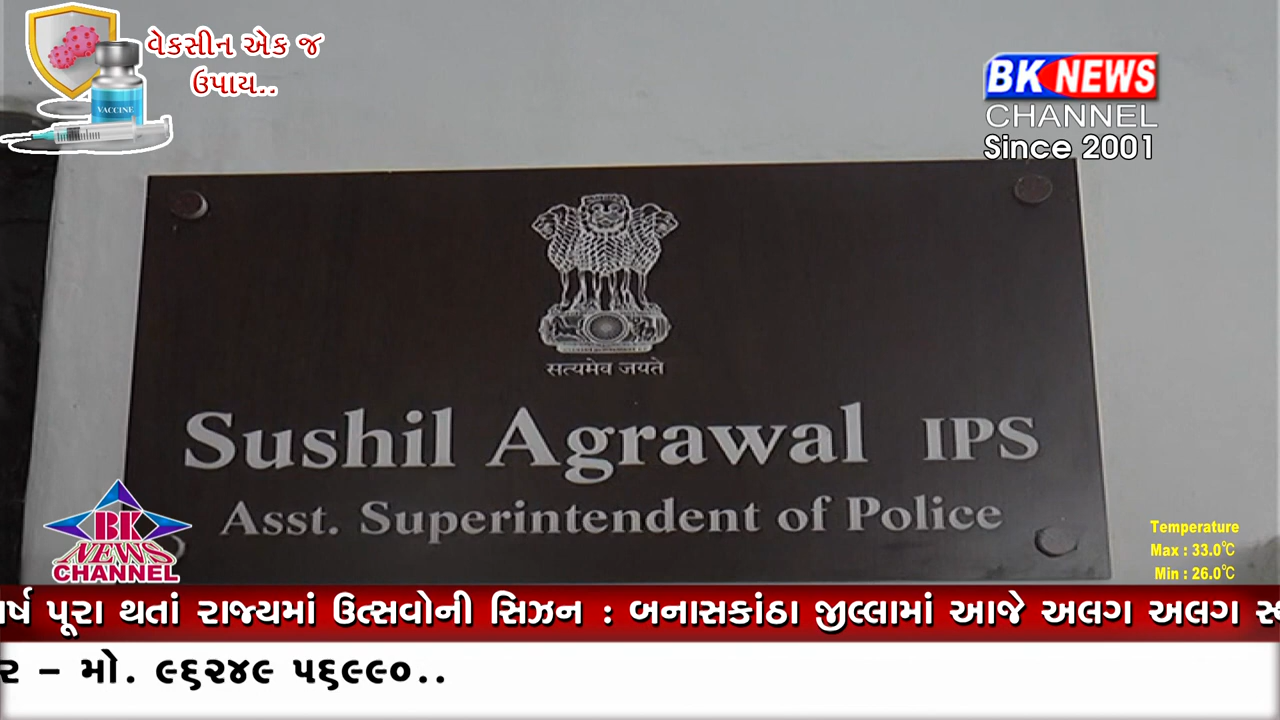 વેકસીન એક જ
ઉપાય..
VACCINE
BK NEWS
CHANNEL
Since 2001
सत्यमेव जयते
Sushil Agrawal IPS
Asst. Superintendent of Police
BK
NEWS
CHANNEL
Temperature
Max : 33.0℃
Min : 26.0℃
પૂરા થતાં રાજ્યમાં ઉત્સવોની સિઝન : બનાસકાંઠા જીલ્લામાં આજે અલગ અલગ
૨ – મો. ૯૬૨૪૯ ૫૬૯૯૦..